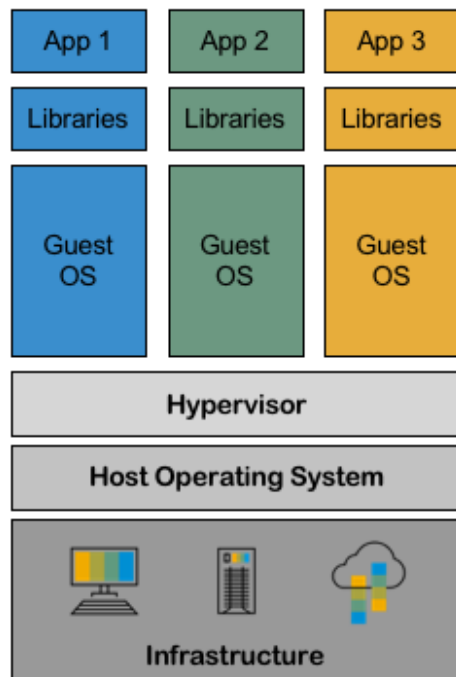 App 1
App 2
App 3
Libraries
Libraries
Libraries
Guest
OS
Guest
OS
Guest
OS
Hypervisor
Host Operating System
Infrastructure